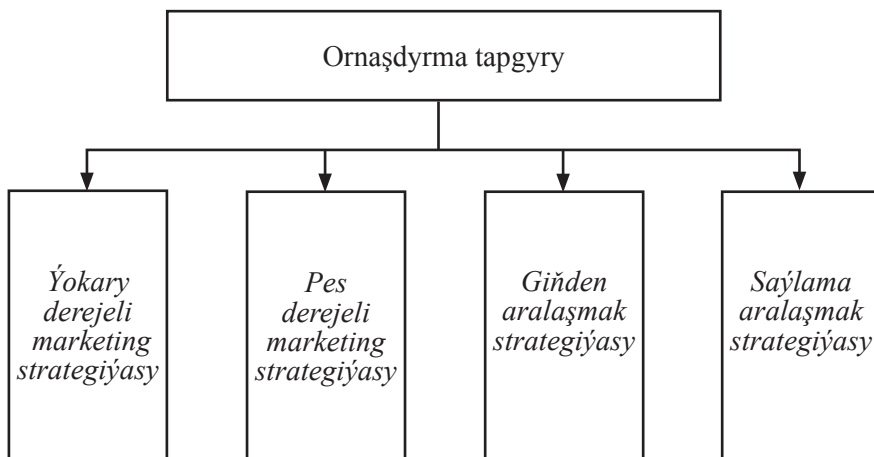 Ornaşdyrma tapgyry
Ýokary
derejeli
marketing
strategiýasy
Pes
derejeli
marketing
strategiýasy
Giňden
aralaşmak
strategiýasy
Saýlama
aralaşmak
strategiýasy